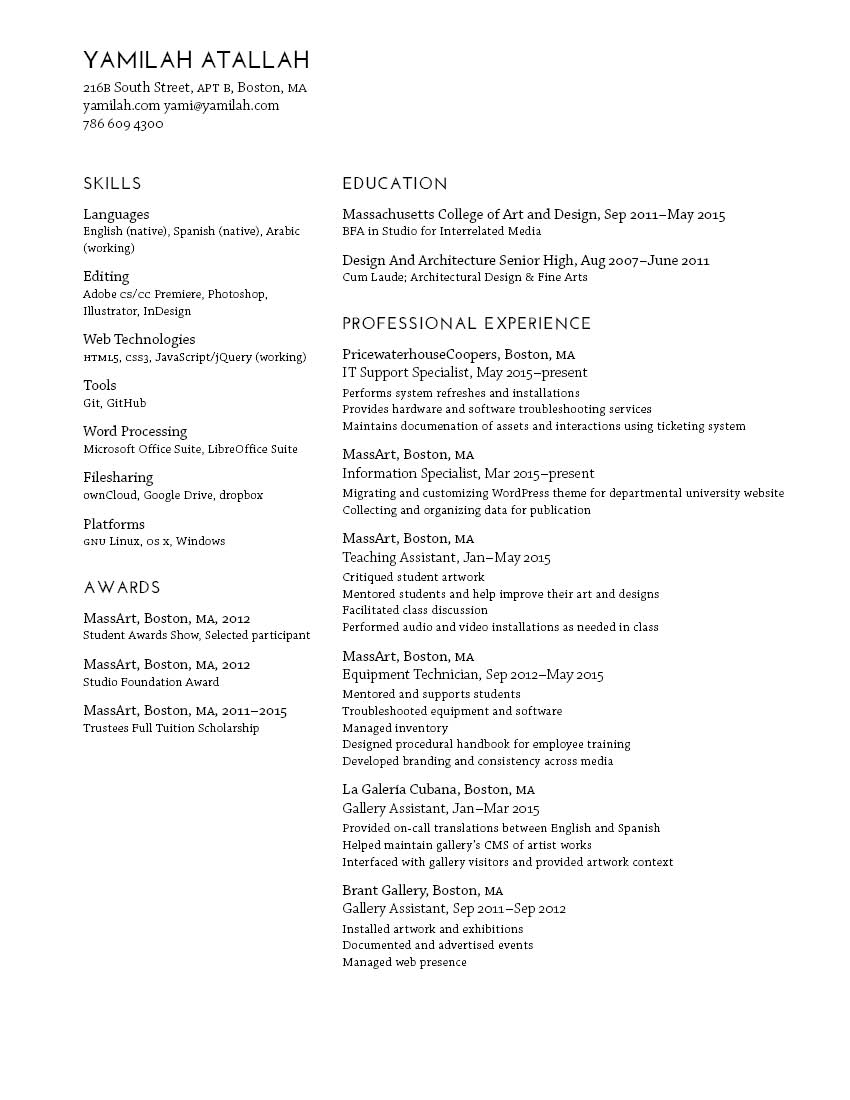 YAMILAH ATALLAH
216B South Street, APT B, Boston, MA
yamilah.com yami@yamilah.com
786 609 4300
SKILLS
Languages
English (native), Spanish (native), Arabic
(working)
Editing
Adobe CS/CC Premiere, Photoshop,
Illustrator, InDesign
Web Technologies
HTML5, CSS3, JavaScript/jQuery (working)
Tools
Git, GitHub
Word Processing
Microsoft Office Suite, LibreOffice Suite
Filesharing
ownCloud, Google Drive, dropbox
Platforms
GNU Linux, OS X, Windows
AWARDS
MassArt, Boston, MA, 2012
Student Awards Show, Selected participant
MassArt, Boston, MA, 2012
Studio Foundation Award
MassArt, Boston, MA, 2011–2015
Trustees Full Tuition Scholarship
EDUCATION
Massachusetts College of Art and Design, Sep 2011–May 2015
BFA in Studio for Interrelated Media
Design And Architecture Senior High, Aug 2007–June 2011
Cum Laude; Architectural Design & Fine Arts
PROFESSIONAL EXPERIENCE
PricewaterhouseCoopers, Boston, MA
IT Support Specialist, May 2015–present
Performs system refreshes and installations
Provides hardware and software troubleshooting services
Maintains documenation of assets and interactions using ticketing system
MassArt, Boston, MA
Information Specialist, Mar 2015–present
Migrating and customizing WordPress theme for departmental university website
Collecting and organizing data for publication
MassArt, Boston, MA
Teaching Assistant, Jan–May 2015
Critiqued student artwork
Mentored students and help improve their art and designs
Facilitated class discussion
Performed audio and video installations as needed in class
MassArt, Boston, MA
Equipment Technician, Sep 2012–May 2015
Mentored and supports students
Troubleshooted equipment and software
Managed inventory
Designed procedural handbook for employee training
Developed branding and consistency across media
La Galería Cubana, Boston, MA
Gallery Assistant, Jan–Mar 2015
Provided on-call translations between English and Spanish
Helped maintain gallery's CMS of artist works
Interfaced with gallery visitors and provided artwork context
Brant Gallery, Boston, MA
Gallery Assistant, Sep 2011–Sep 2012
Installed artwork and exhibitions
Documented and advertised events
Managed web presence